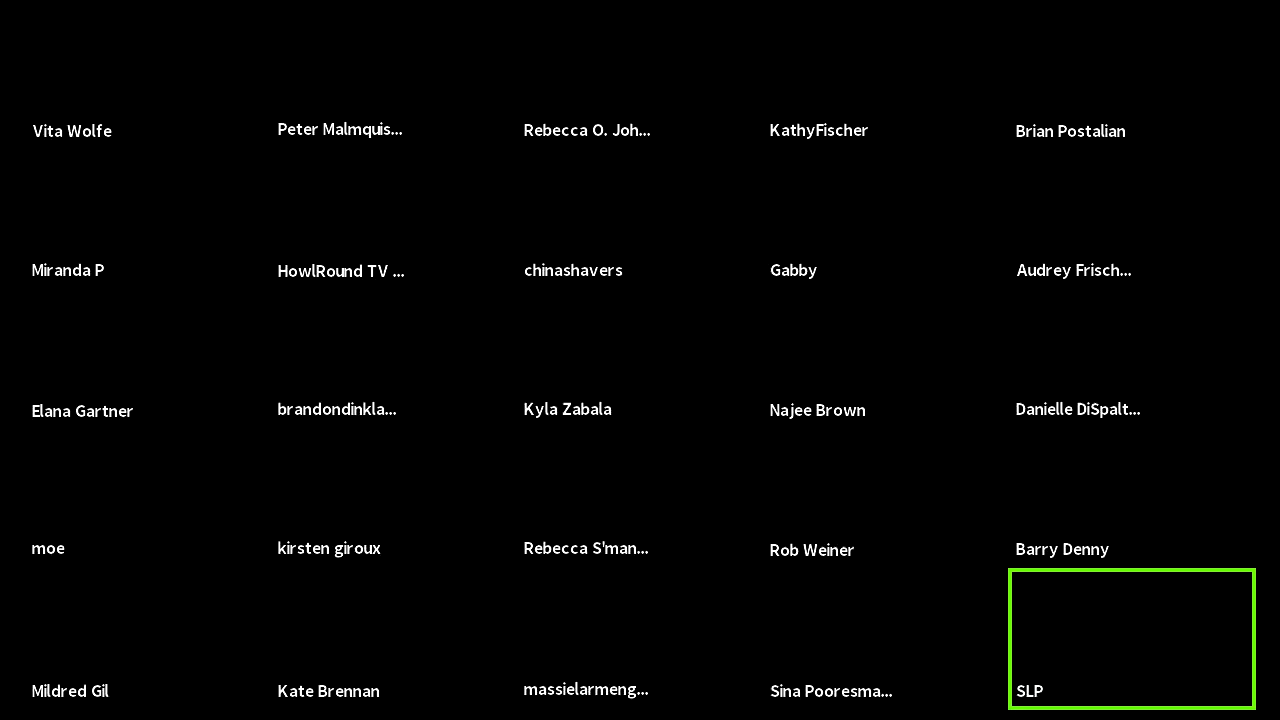 Vita Wolfe
Peter Malmquis...
Rebecca O. Joh...
KathyFischer
Brian Postalian
Miranda P
HowlRound TV ...
chinashavers
Gabby
Audrey Frisch...
Elana Gartner
brandondinkla...
Kyla Zabala
Najee Brown
Danielle DiSpalt...
moe
kirsten giroux
Rebecca S'man...
Rob Weiner
Barry Denny
Mildred Gil
Kate Brennan
massielarmeng...
Sina Pooresma...
SLP